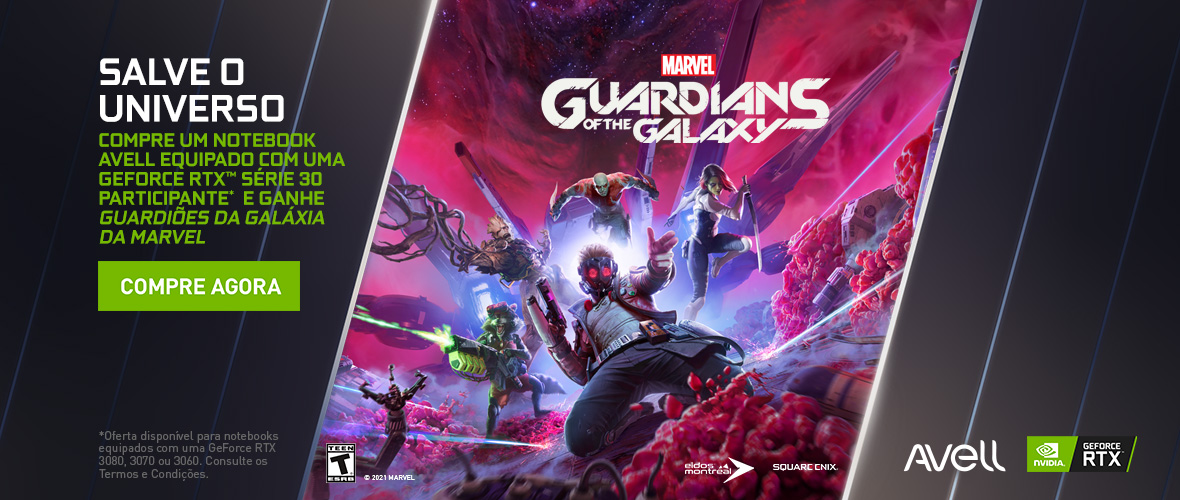 SALVE O
UNIVERSO
COMPRE UM NOTEBOOK
AVELL EQUIPADO COM UMA
GEFORCE RTX™ SÉRIE 30
PARTICIPANTE* E GANHE
GUARDIÕES DA GALÁXIA
DA MARVEL
COMPRE AGORA
*Oferta disponível para notebooks
equipados com uma GeForce RTX
3080, 3070 ou 3060. Consulte os
Termos e Condições.
MARVEL
GUARDIANS
OF THE
GALAXY
TEEN
T
ESRB
© 2021 MARVEL
eidos
montréal
SQUARE ENIX.
Avell
NVIDIA.
GEFORCE
RTX